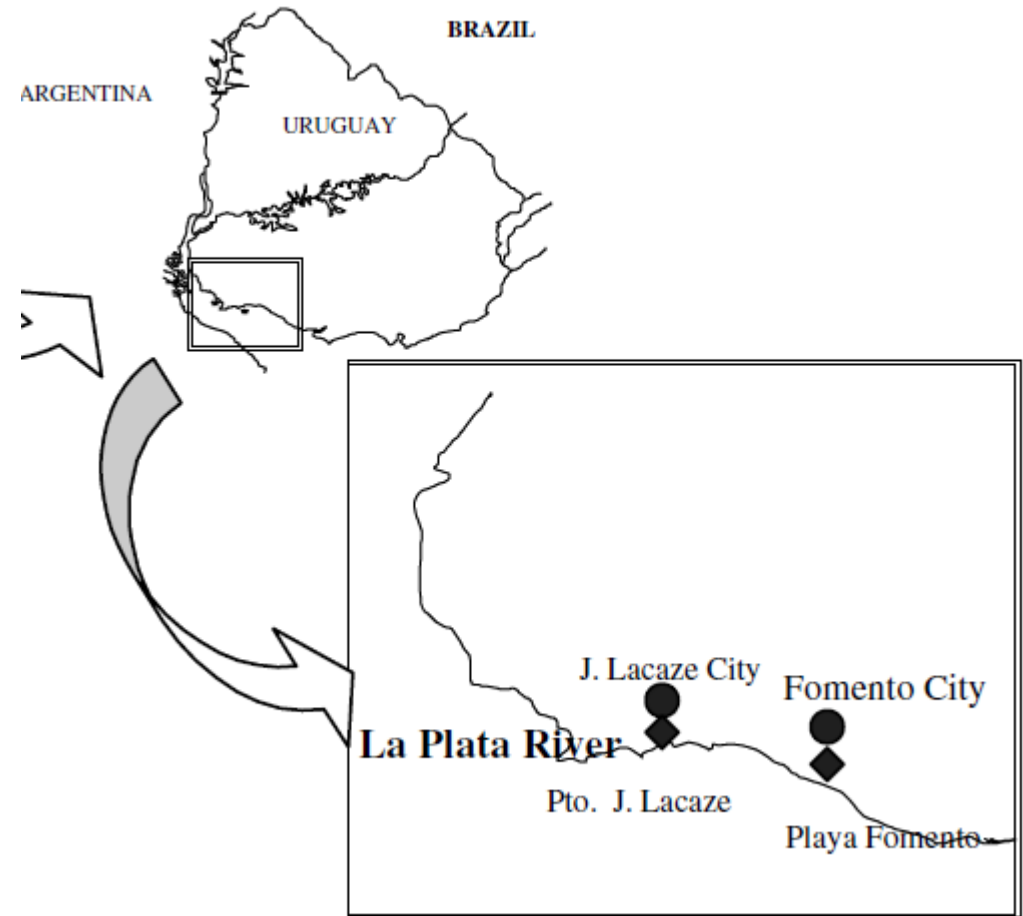 BRAZIL
ARGENTINA
URUGUAY
J. Lacaze City
Fomento City
La Plata River
Pto. J. Lacaze
Playa Fomento